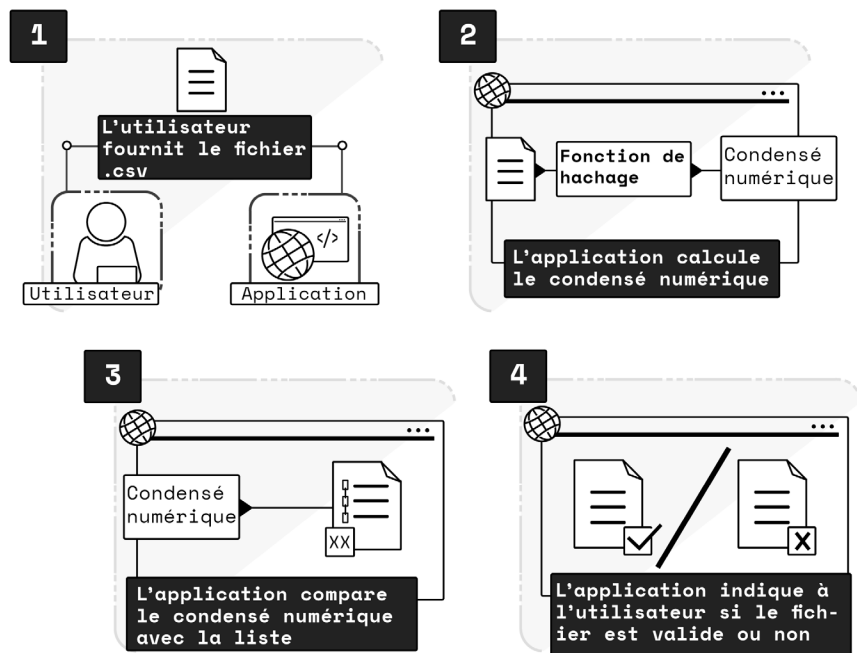 1
L'utilisateur
fournit le fichier
.csv
Utilisateur
Application
</>
2
Fonction de
hachage
Condensé
numérique
L'application calcule
le condensé numérique
3
Condensé
numérique
XX
L'application compare
le condensé numérique
avec la liste
4
L'application indique à
l'utilisateur si le fich-
ier est valide ou non